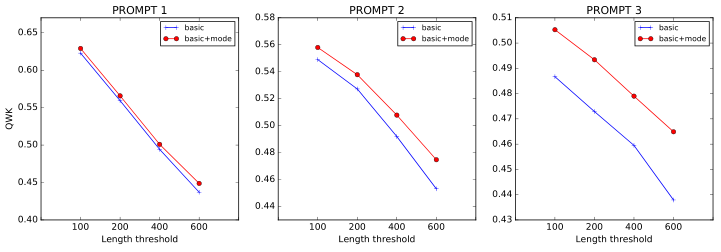 PROMPT 1
QWK
0.65
0.60
0.55
0.50
0.45
0.40
basic
basic+mode
100 200 400 600
Length threshold
PROMPT 2
0.58
0.56
0.54
0.52
0.50
0.48
0.46
0.44
basic
basic+mode
100 200 400 600
Length threshold
PROMPT 3
0.51
0.50
0.49
0.48
0.47
0.46
0.45
0.44
0.43
basic
basic+mode
100 200 400 600
Length threshold